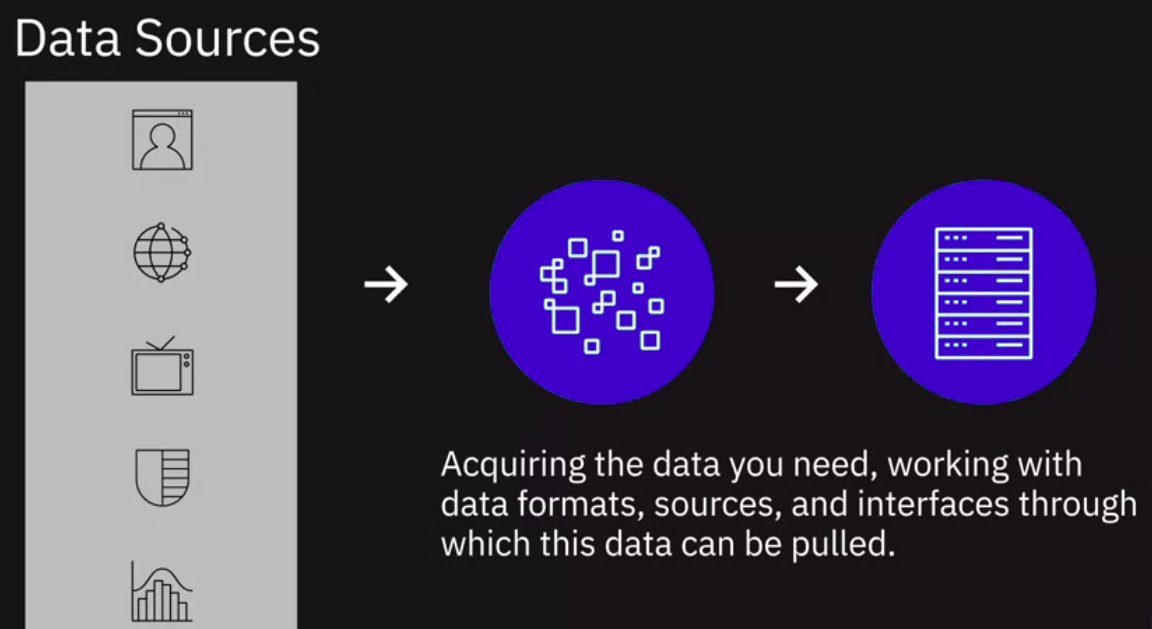 Data Sources
Acquiring the data you need, working with
data formats, sources, and interfaces through
which this data can be pulled.